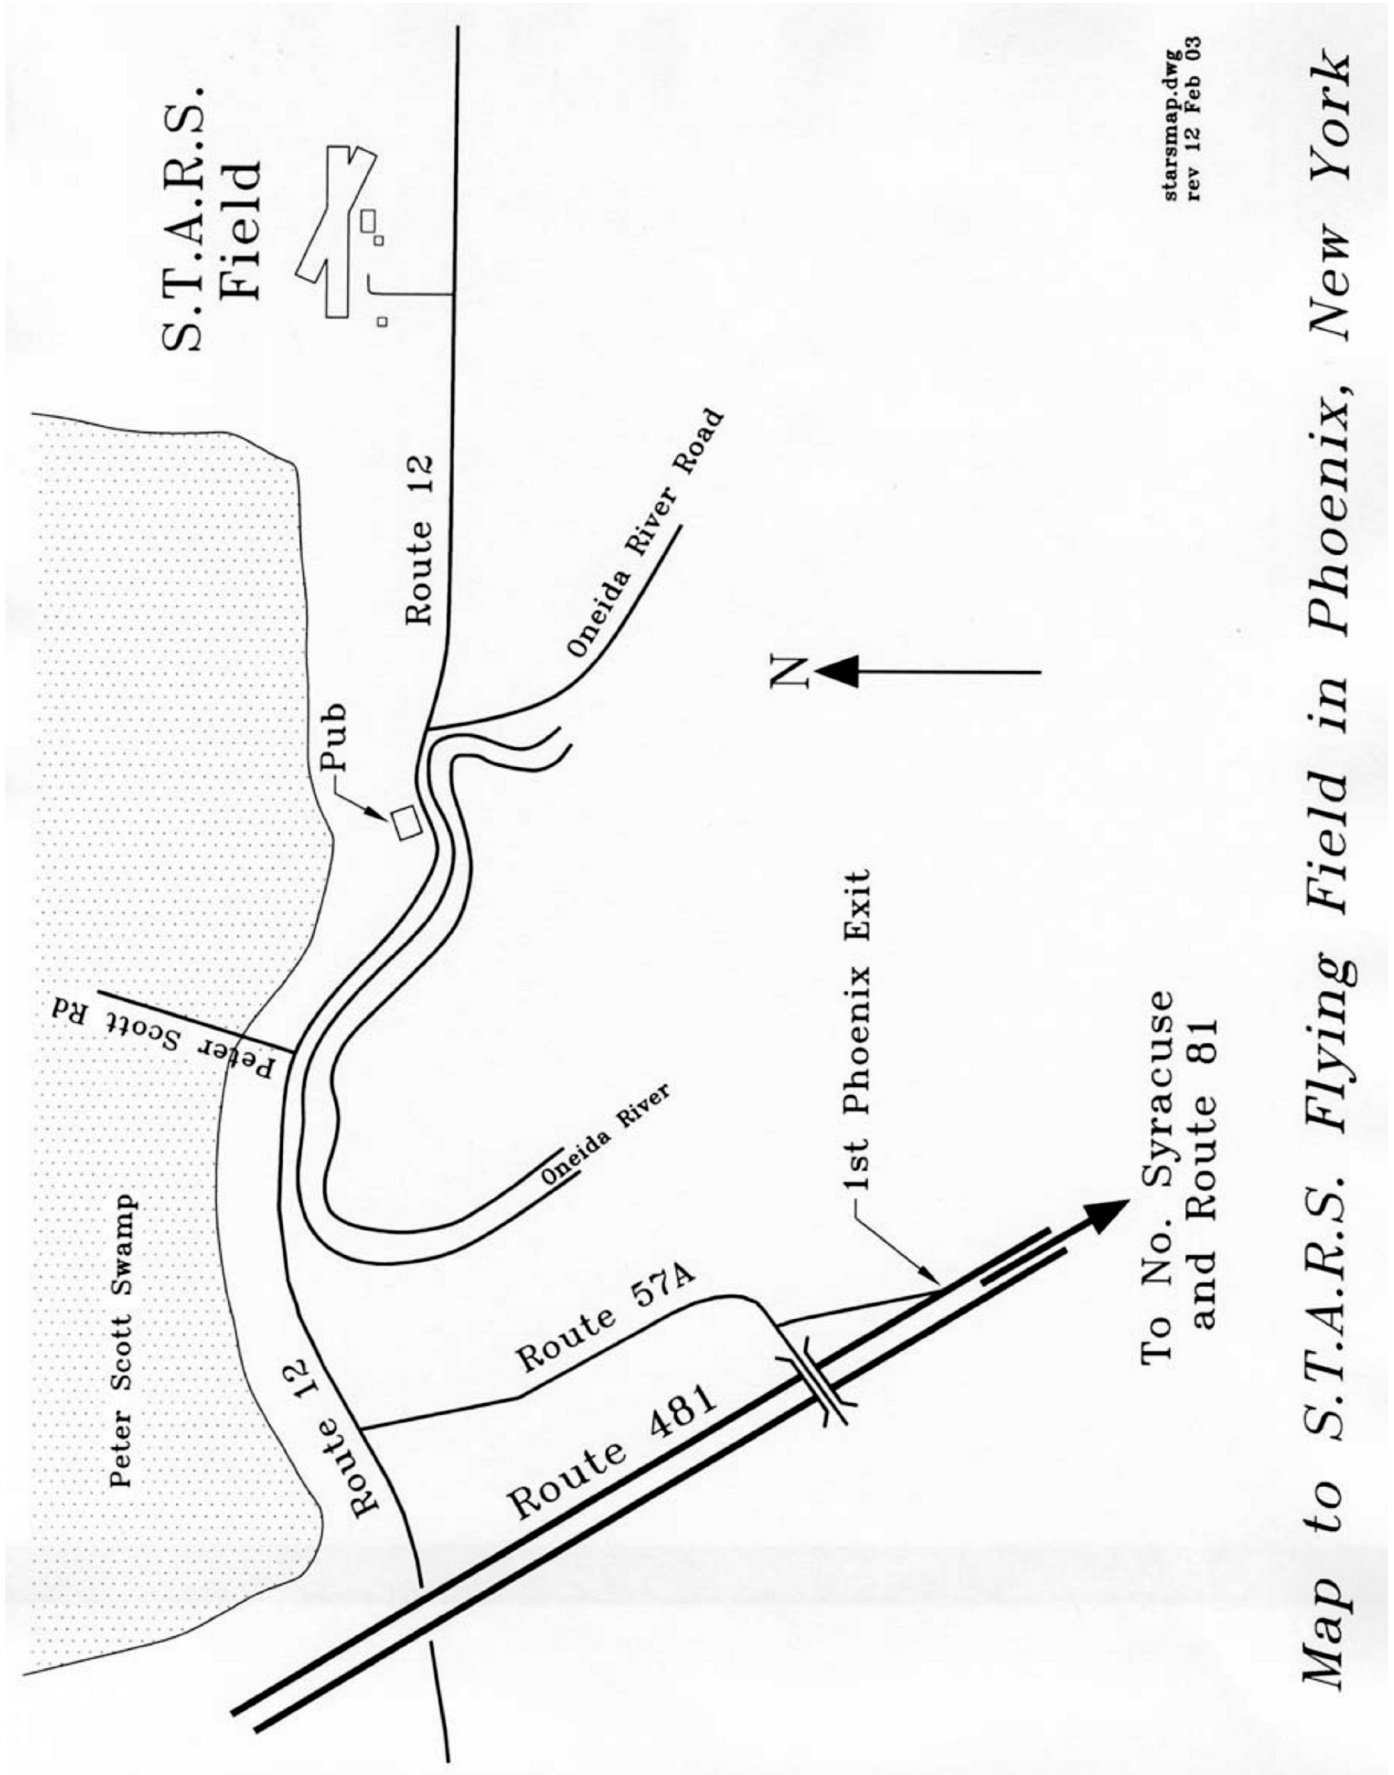 S.T.A.R.S.
Field
Peter Scott Swamp
Peter Scott Rd
Pub
Route 12
Route 12
Oneida River Road
Oneida River
Route 57A
Route 481
N
1st Phoenix Exit
To No. Syracuse
and Route 81
starsmap.dwg
rev 12 Feb 03
Map to S.T.A.R.S. Flying Field in Phoenix, New York